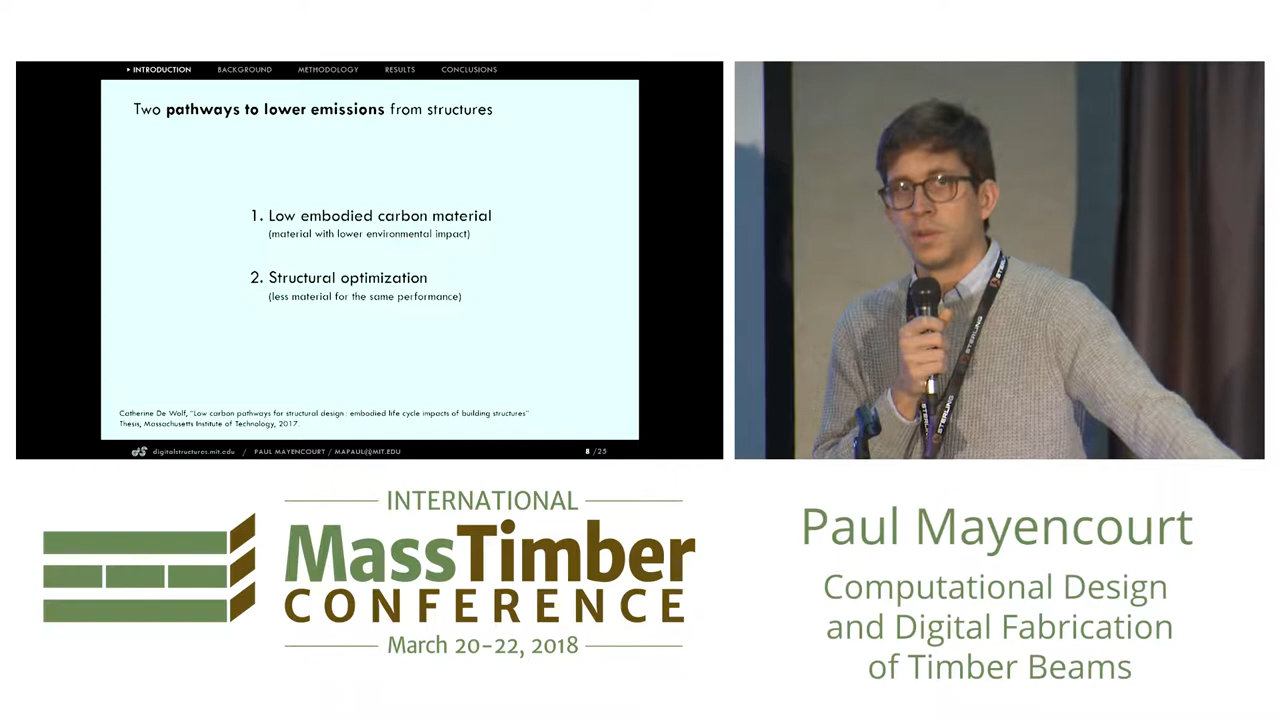 ▸ INTRODUCTION BACKGROUND METHODOLOGY RESULTS CONCLUSIONS
Two pathways to lower emissions from structures
1. Low embodied carbon material
(material with lower environmental impact)
2. Structural optimization
(less material for the same performance)
Catherine De Wolf, "Low carbon pathways for structural design : embodied life cycle impacts of building structures"
Thesis, Massachusetts Institute of Technology, 2017.
digitalstructures.mit.edu / PAUL MAYENCOURT / MAPAUL@MIT.EDU 8 /25
STERLING
STERLING
STERLING
INTERNATIONAL
MassTimber
CONFERENCE
March 20-22, 2018
Paul Mayencourt
Computational Design
and Digital Fabrication
of Timber Beams